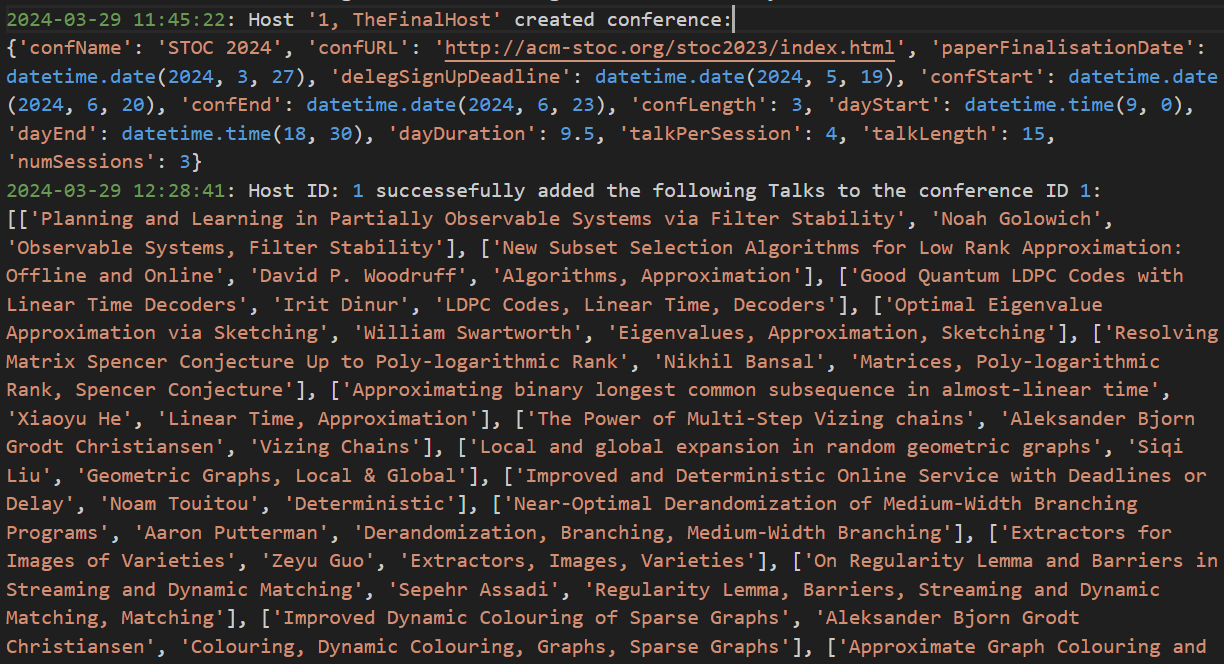 2024-03-29 11:45:22: Host '1, TheFinalHost' created conference:
{'confName': 'STOC 2024', 'confURL': 'http://acm-stoc.org/stoc2023/index.html', 'paperFinalisationDate':
datetime.date(2024, 3, 27), 'delegSignUpDeadline': datetime.date(2024, 5, 19), 'confStart': datetime.date
(2024, 6, 20), 'confEnd': datetime.date(2024, 6, 23), 'confLength': 3, 'dayStart': datetime.time(9, 0),
'dayEnd': datetime.time(18, 30), 'dayDuration': 9.5, 'talkPerSession': 4, 'talkLength': 15,
'numSessions': 3}
2024-03-29 12:28:41: Host ID: 1 successefully added the following Talks to the conference ID 1:
[['Planning and Learning in Partially Observable Systems via Filter Stability', 'Noah Golowich',
'Observable Systems, Filter Stability'], ['New Subset Selection Algorithms for Low Rank Approximation:
Offline and Online', 'David P. Woodruff', 'Algorithms, Approximation'], ['Good Quantum LDPC Codes with
Linear Time Decoders', 'Irit Dinur', 'LDPC Codes, Linear Time, Decoders'], ['Optimal Eigenvalue
Approximation via Sketching', 'William Swartworth', 'Eigenvalues, Approximation, Sketching'], ['Resolving
Matrix Spencer Conjecture Up to Poly-logarithmic Rank', 'Nikhil Bansal', 'Matrices, Poly-logarithmic
Rank, Spencer Conjecture'], ['Approximating binary longest common subsequence in almost-linear time',
'Xiaoyu He', 'Linear Time, Approximation'], ['The Power of Multi-Step Vizing chains', 'Aleksander Bjorn
Grodt Christiansen', 'Vizing Chains'], ['Local and global expansion in random geometric graphs', 'Siqi
Liu', 'Geometric Graphs, Local & Global'], ['Improved and Deterministic Online Service with Deadlines or
Delay', 'Noam Touitou', 'Deterministic'], ['Near-Optimal Derandomization of Medium-Width Branching
Programs', 'Aaron Putterman', 'Derandomization, Branching, Medium-Width Branching'], ['Extractors for
Images of Varieties', 'Zeyu Guo', 'Extractors, Images, Varieties'], ['On Regularity Lemma and Barriers in
Streaming and Dynamic Matching', 'Sepehr Assadi', 'Regularity Lemma, Barriers, Streaming and Dynamic
Matching, Matching'], ['Improved Dynamic Colouring of Sparse Graphs', 'Aleksander Bjorn Grodt
Christiansen', 'Colouring, Dynamic Colouring, Graphs, Sparse Graphs'], ['Approximate Graph Colouring and